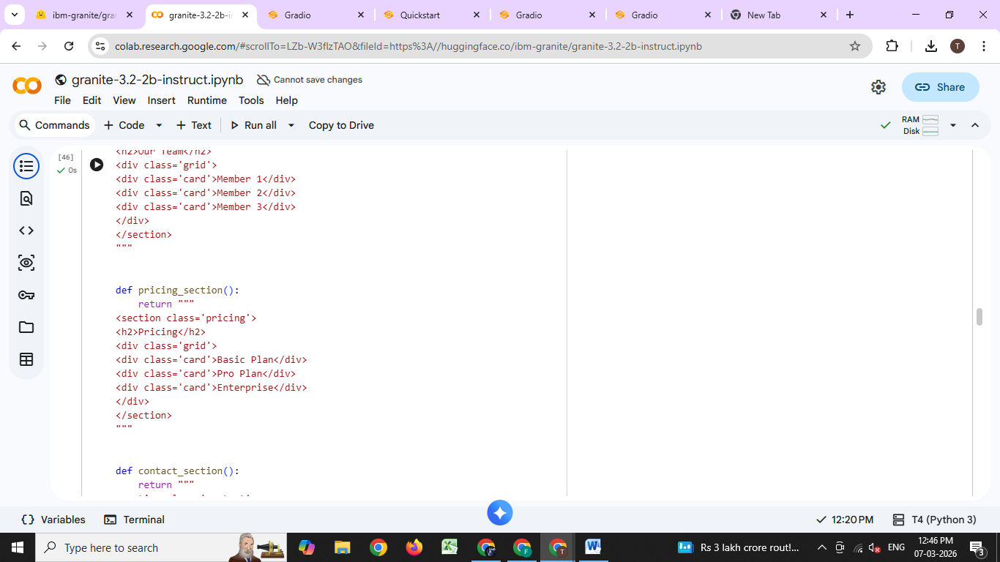 ibm-granite/gra
granite-3.2-2b-i
Gradio
Quickstart
Gradio
Gradio
New Tab
colab.research.google.com/#scrollTo=LZb-W3flzTAO&fileId=https%3A//huggingface.co/ibm-granite/granite-3.2-2b-instruct.ipynb
T
granite-3.2-2b-instruct.ipynb
Cannot save changes
File Edit View Insert Runtime Tools Help
Share
Commands + Code + Text Run all Copy to Drive
RAM
Disk
[46]
0s
<h2>Our Team</h2>
<div class='grid'>
<div class='card'>Member 1</div>
<div class='card'>Member 2</div>
<div class='card'>Member 3</div>
</div>
</section>
"""
def pricing_section():
return """
<section class='pricing'>
<h2>Pricing</h2>
<div class='grid'>
<div class='card'>Basic Plan</div>
<div class='card'>Pro Plan</div>
<div class='card'>Enterprise</div>
</div>
</section>
"""
def contact_section():
return """
Variables
Terminal
12:20 PM
T4 (Python 3)
Type here to search
Rs 3 lakh crore rout!...
ENG
12:46 PM
07-03-2026
3